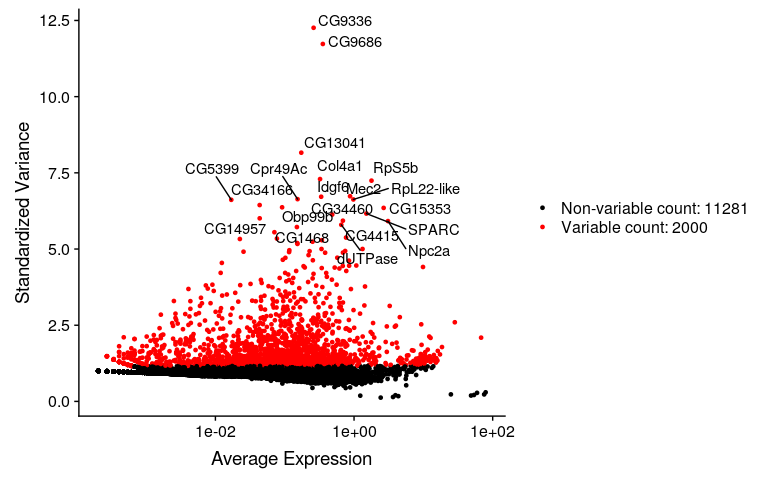 12.5
CG9336
CG9686
10.0
CG13041
7.5
CG5399
Cpr49Ac
Col4a1
RpS5b
CG34166
Idgf6
Mec2
RpL22-like
Obp99b
CG34460
CG15353
CG14957
CG1468
CG4415
SPARC
5.0
dUTPase
Npc2a
2.5
0.0
Standardized Variance
1e-02
1e+00
1e+02
Average Expression
Non-variable count: 11281
Variable count: 2000